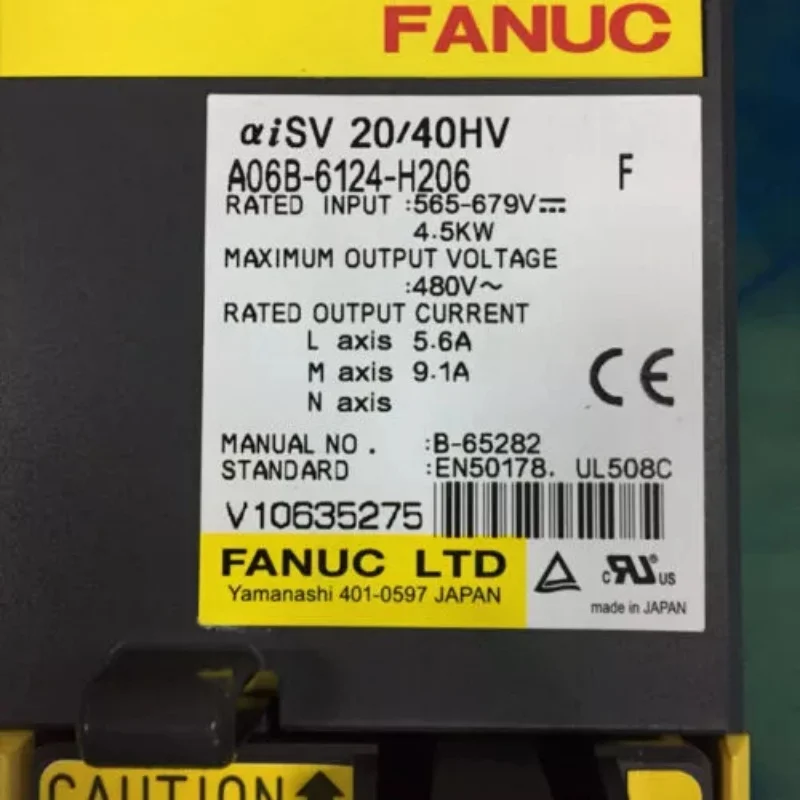 FANUC
αiSV 20/40HV
A06B-6124-H206 F
RATED INPUT :565-679V⎓
4.5KW
MAXIMUM OUTPUT VOLTAGE
:480V～
RATED OUTPUT CURRENT
L axis 5.6A
M axis 9.1A
N axis
CE
MANUAL NO. :B-65282
STANDARD :EN50178. UL508C
V10635275
FANUC LTD
Yamanashi 401-0597 JAPAN
c RU ® US
made in JAPAN
CAUTION